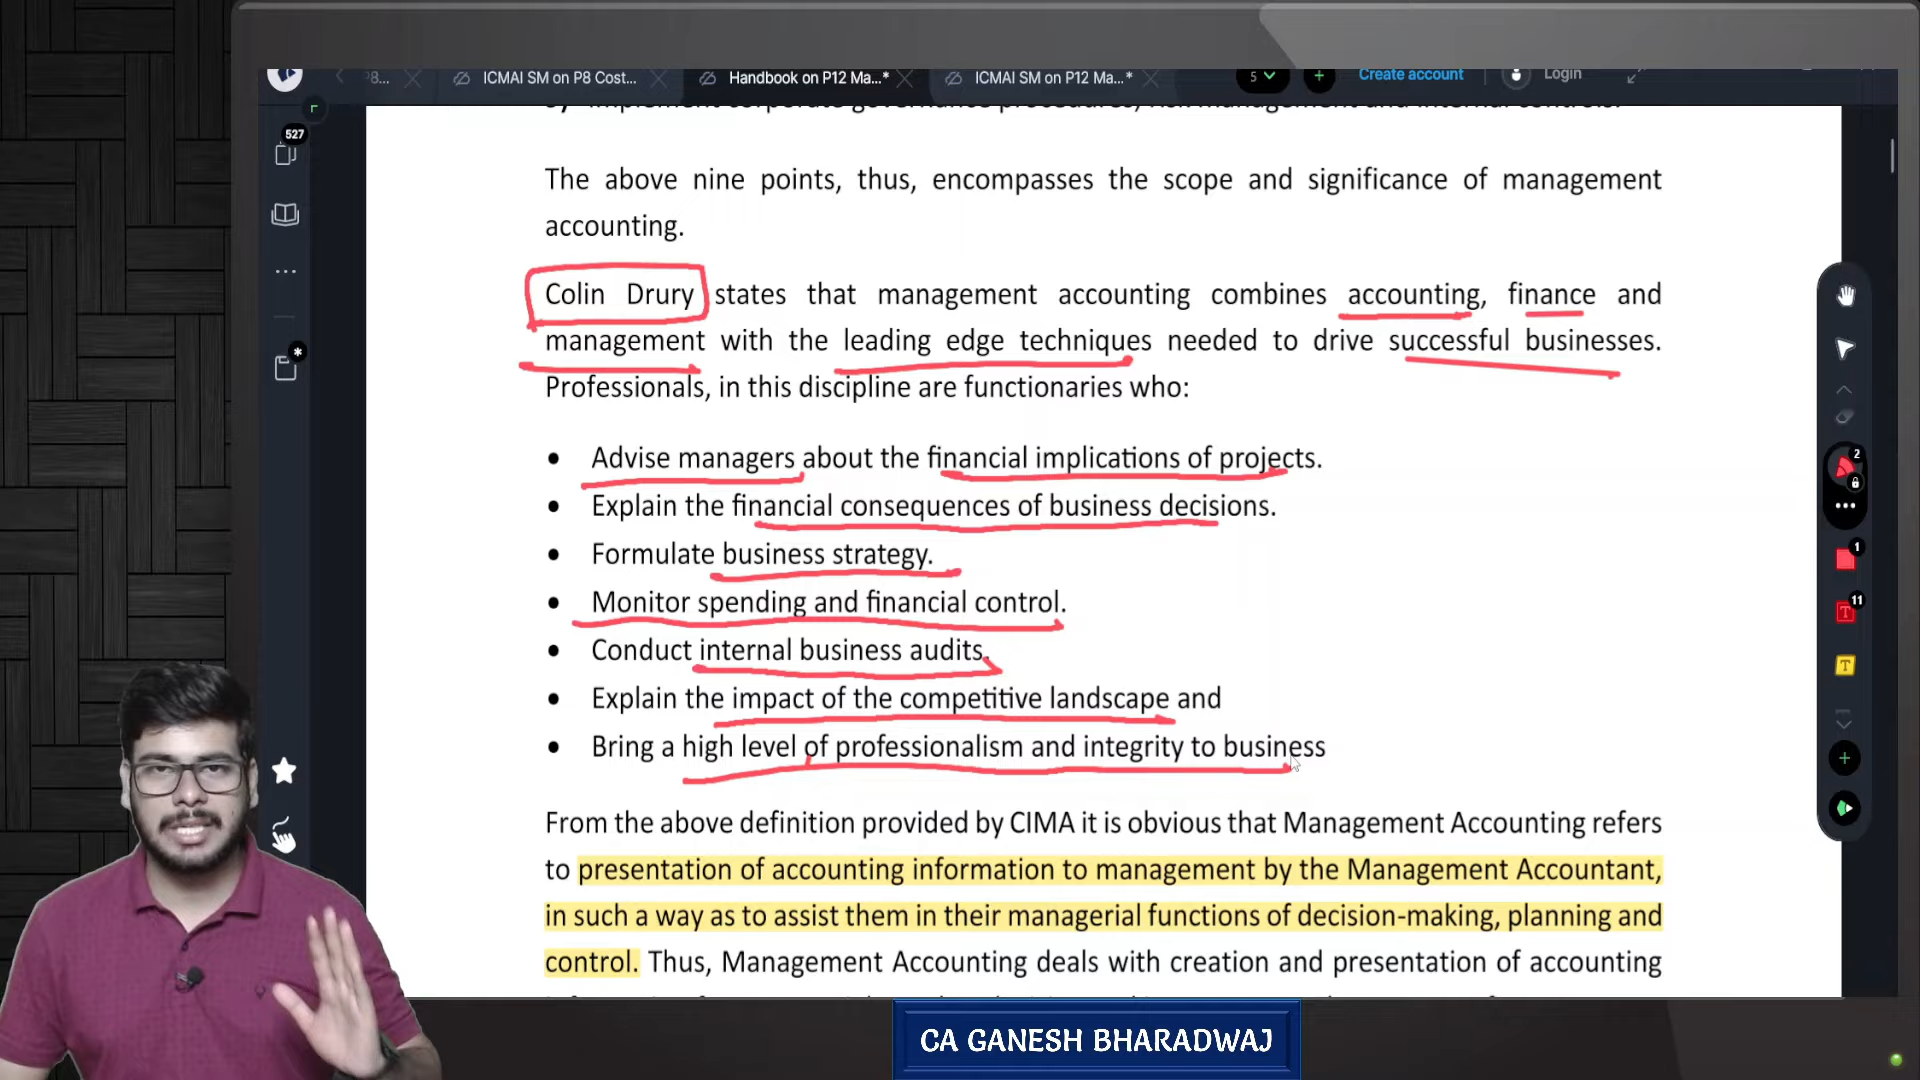 P8...
ICMAI SM on P8 Cost...
Handbook on P12 Ma...*
ICMAI SM on P12 Ma...*
5
Create account
Login
527
The above nine points, thus, encompasses the scope and significance of management
accounting.
Colin Drury states that management accounting combines accounting, finance and
management with the leading edge techniques needed to drive successful businesses.
Professionals, in this discipline are functionaries who:
• Advise managers about the financial implications of projects.
• Explain the financial consequences of business decisions.
• Formulate business strategy.
• Monitor spending and financial control.
• Conduct internal business audits.
• Explain the impact of the competitive landscape and
• Bring a high level of professionalism and integrity to business
From the above definition provided by CIMA it is obvious that Management Accounting refers
to presentation of accounting information to management by the Management Accountant,
in such a way as to assist them in their managerial functions of decision-making, planning and
control. Thus, Management Accounting deals with creation and presentation of accounting
2
1
11
T
T
CA GANESH BHARADWAJ